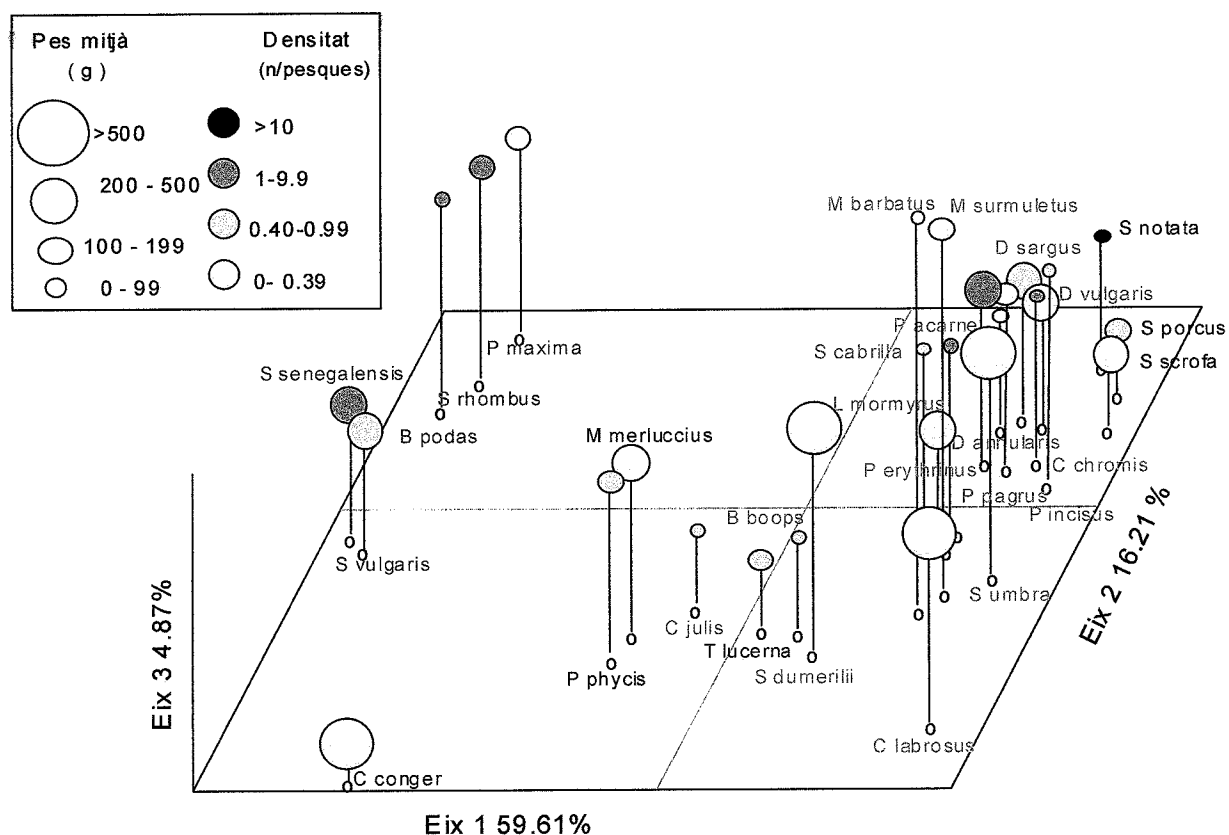 Pes mitjà
( g )
Densitat
(n/pesques)
>500
>10
200 - 500
1-9.9
100 - 199
0.40-0.99
0 - 99
0- 0.39
M barbatus
M surmuletus
S notata
D sargus
D vulgaris
P acarne
S porcus
P maxima
S cabrilla
S scrofa
S senegalensis
S rhombus
L mormyrus
B podas
M merluccius
D annularis
P erythrinus
C chromis
P pagrus
P incisus
B boops
S vulgaris
S umbra
C julis
T lucerna
P phycis
S dumerilii
C labrosus
C conger
Eix 3 4.87%
Eix 2 16.21 %
Eix 1 59.61%